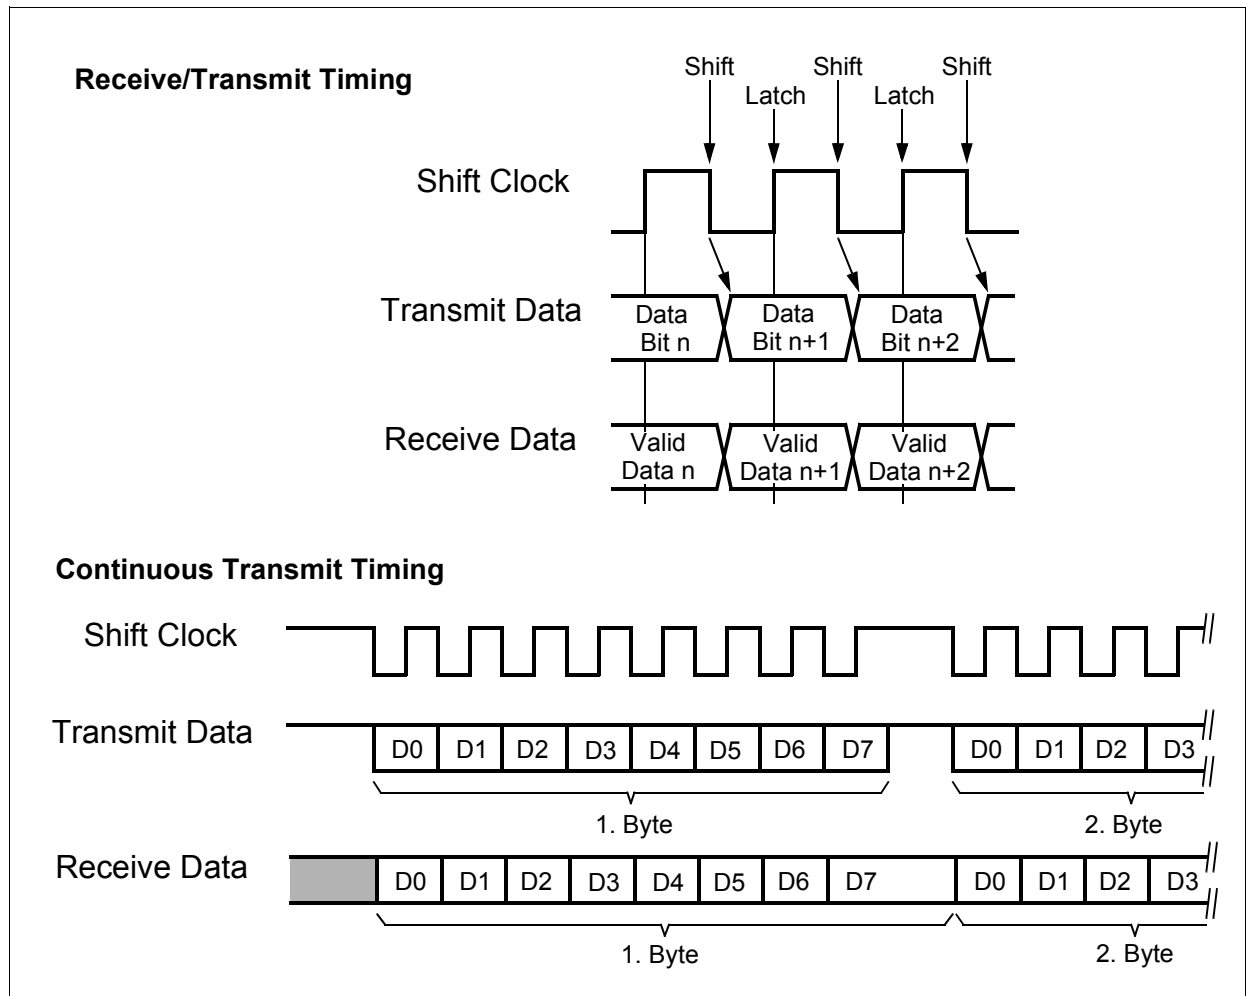 Receive/Transmit Timing
Shift Shift Shift
Latch Latch
Shift Clock
Transmit Data
Data Bit n
Data Bit n+1
Data Bit n+2
Receive Data
Valid Data n
Valid Data n+1
Valid Data n+2
Continuous Transmit Timing
Shift Clock
Transmit Data
D0 D1 D2 D3 D4 D5 D6 D7 D0 D1 D2 D3
1. Byte 2. Byte
Receive Data
D0 D1 D2 D3 D4 D5 D6 D7 D0 D1 D2 D3
1. Byte 2. Byte